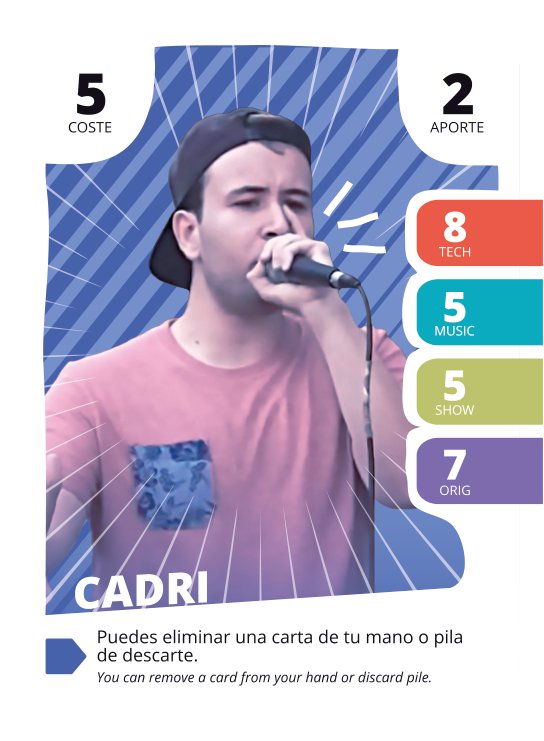 5
COSTE
2
APORTE
8
TECH
5
MUSIC
5
SHOW
7
ORIG
CADRI
Puedes eliminar una carta de tu mano o pila
de descarte.
You can remove a card from your hand or discard pile.